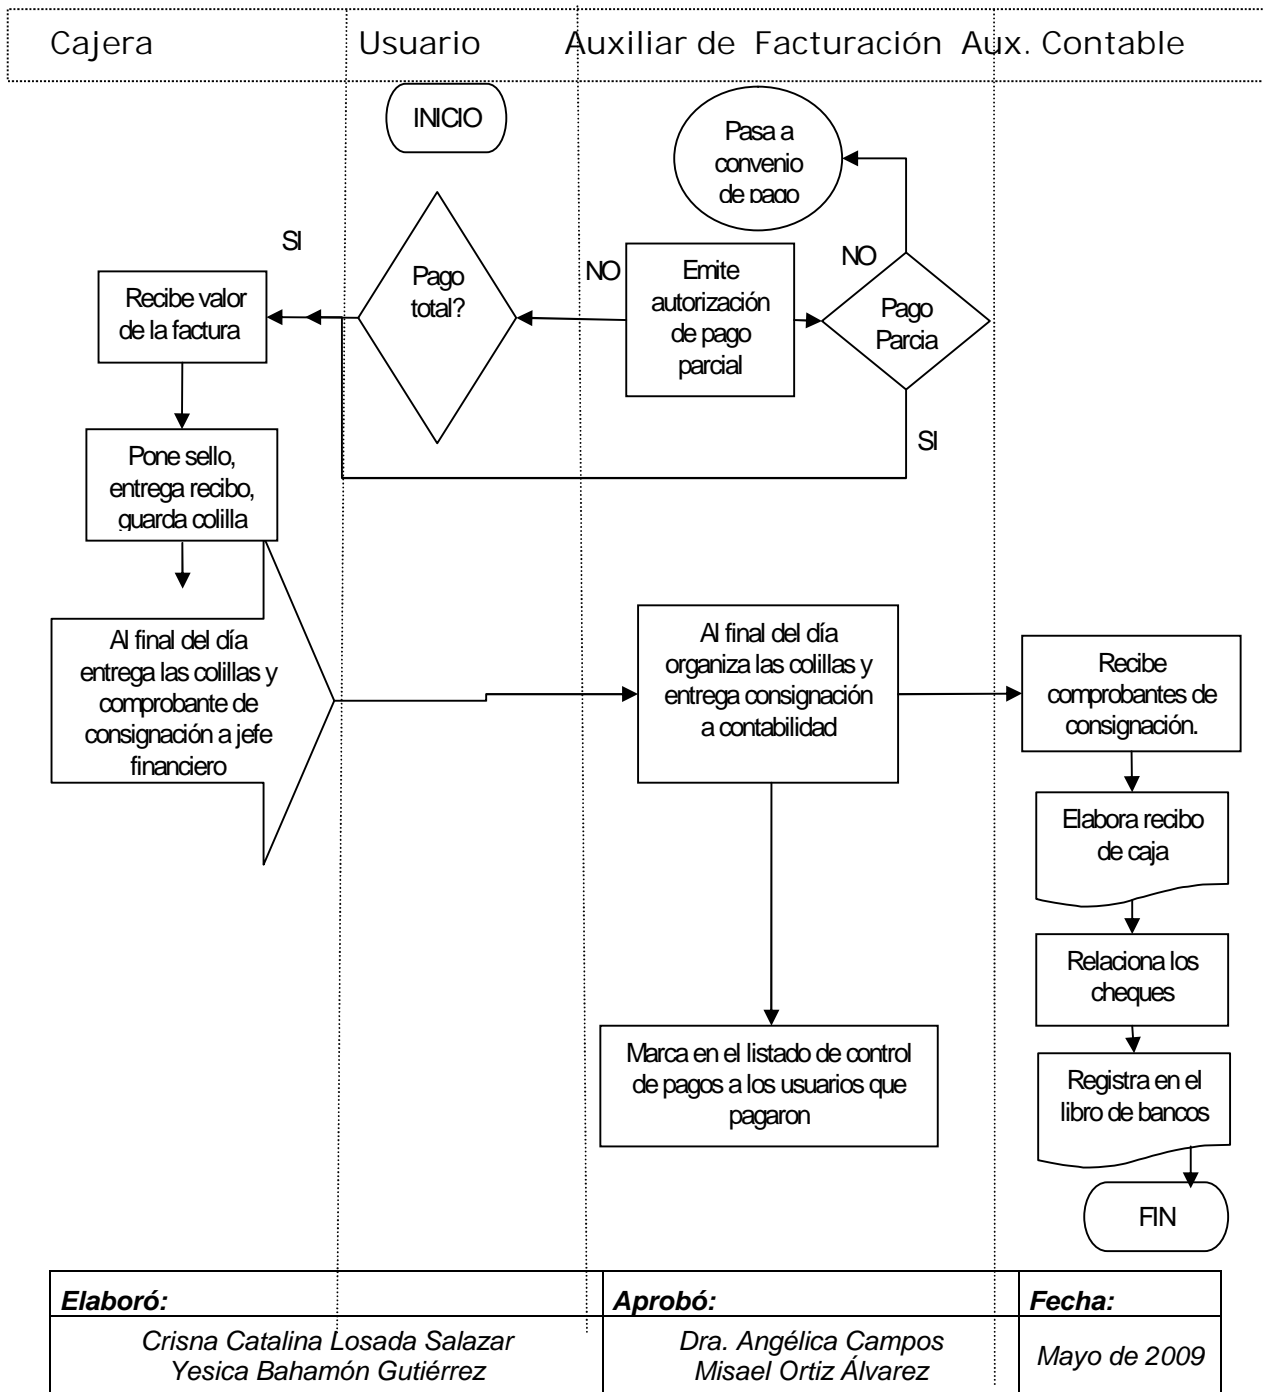 Cajera Usuario Auxiliar de Facturación Aux. Contable
INICIO
Pasa a
convenio
de pago
SI
Pago
total?
NO
Emite
autorización
de pago
parcial
NO
Pago
Parcia
SI
Recibe valor
de la factura
Pone sello,
entrega recibo,
guarda colilla
Al final del día
entrega las colillas y
comprobante de
consignación a jefe
financiero
Al final del día
organiza las colillas y
entrega consignación
a contabilidad
Recibe
comprobantes de
consignación.
Elabora recibo
de caja
Relaciona los
cheques
Marca en el listado de control
de pagos a los usuarios que
pagaron
Registra en el
libro de bancos
FIN
Elaboró: Aprobó: Fecha:
Crisna Catalina Losada Salazar
Yesica Bahamón Gutiérrez
Dra. Angélica Campos
Misael Ortiz Álvarez
Mayo de 2009